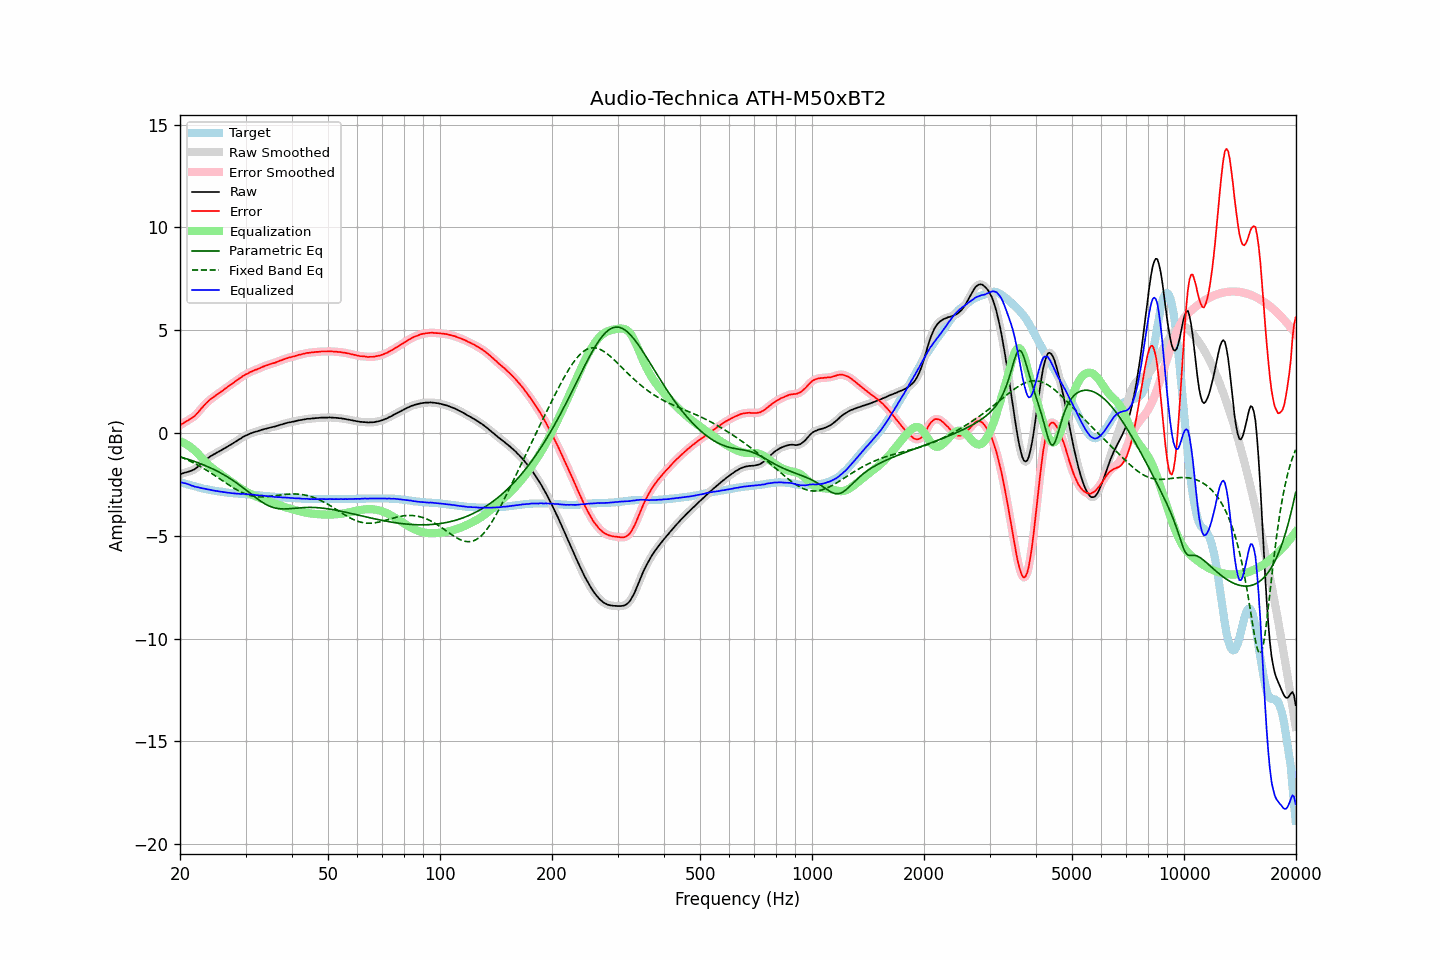 Audio-Technica ATH-M50xBT2
Target
Raw Smoothed
Error Smoothed
Raw
Error
Equalization
Parametric Eq
Fixed Band Eq
Equalized
Amplitude (dBr)
15
10
5
0
−5
−10
−15
−20
20 50 100 200 500 1000 2000 5000 10000 20000
Frequency (Hz)